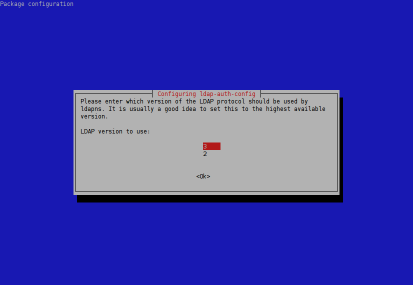 Package configuration
Configuring ldap-auth-config
Please enter which version of the LDAP protocol should be used by
ldapns. It is usually a good idea to set this to the highest available
version.
LDAP version to use:
3
2
<Ok>